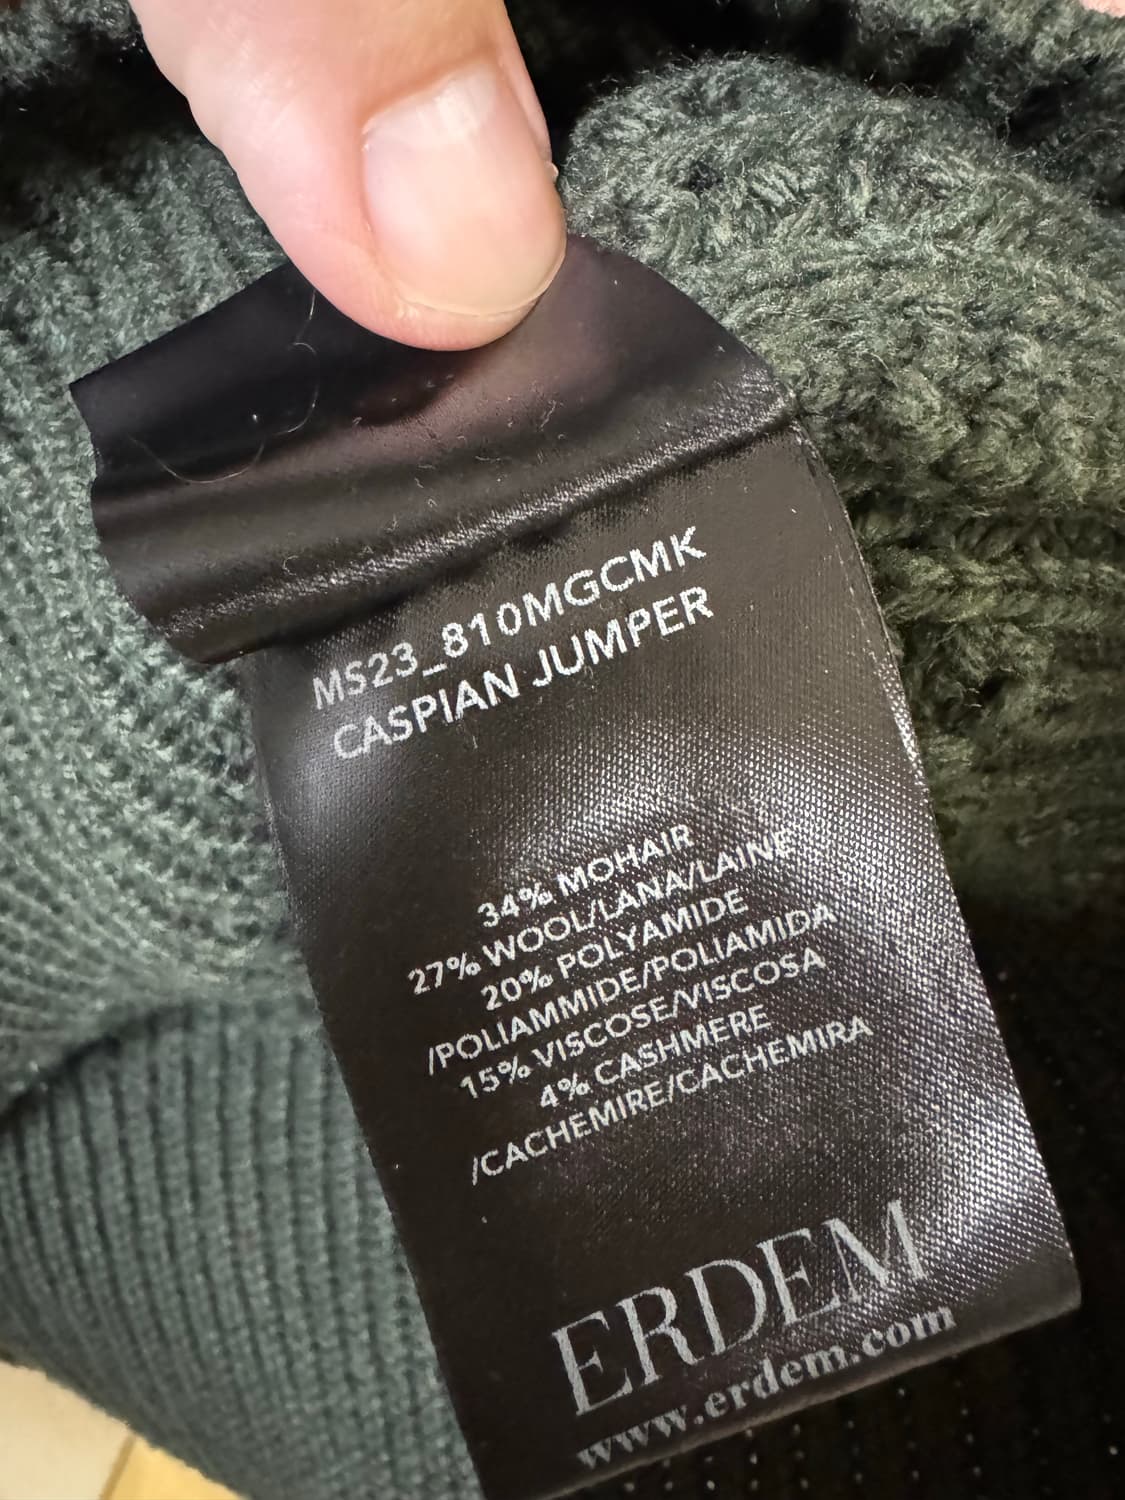 MS23_810MGCMK
CASPIAN JUMPER
34% MOHAIR
27% WOOL/LANA/LAINE
20% POLYAMIDE
/POLIAMMIDE/POLIAMIDA
15% VISCOSE/VISCOSA
4% CASHMERE
/CACHEMIRE/CACHEMIRA
ERDEM
www.erdem.com